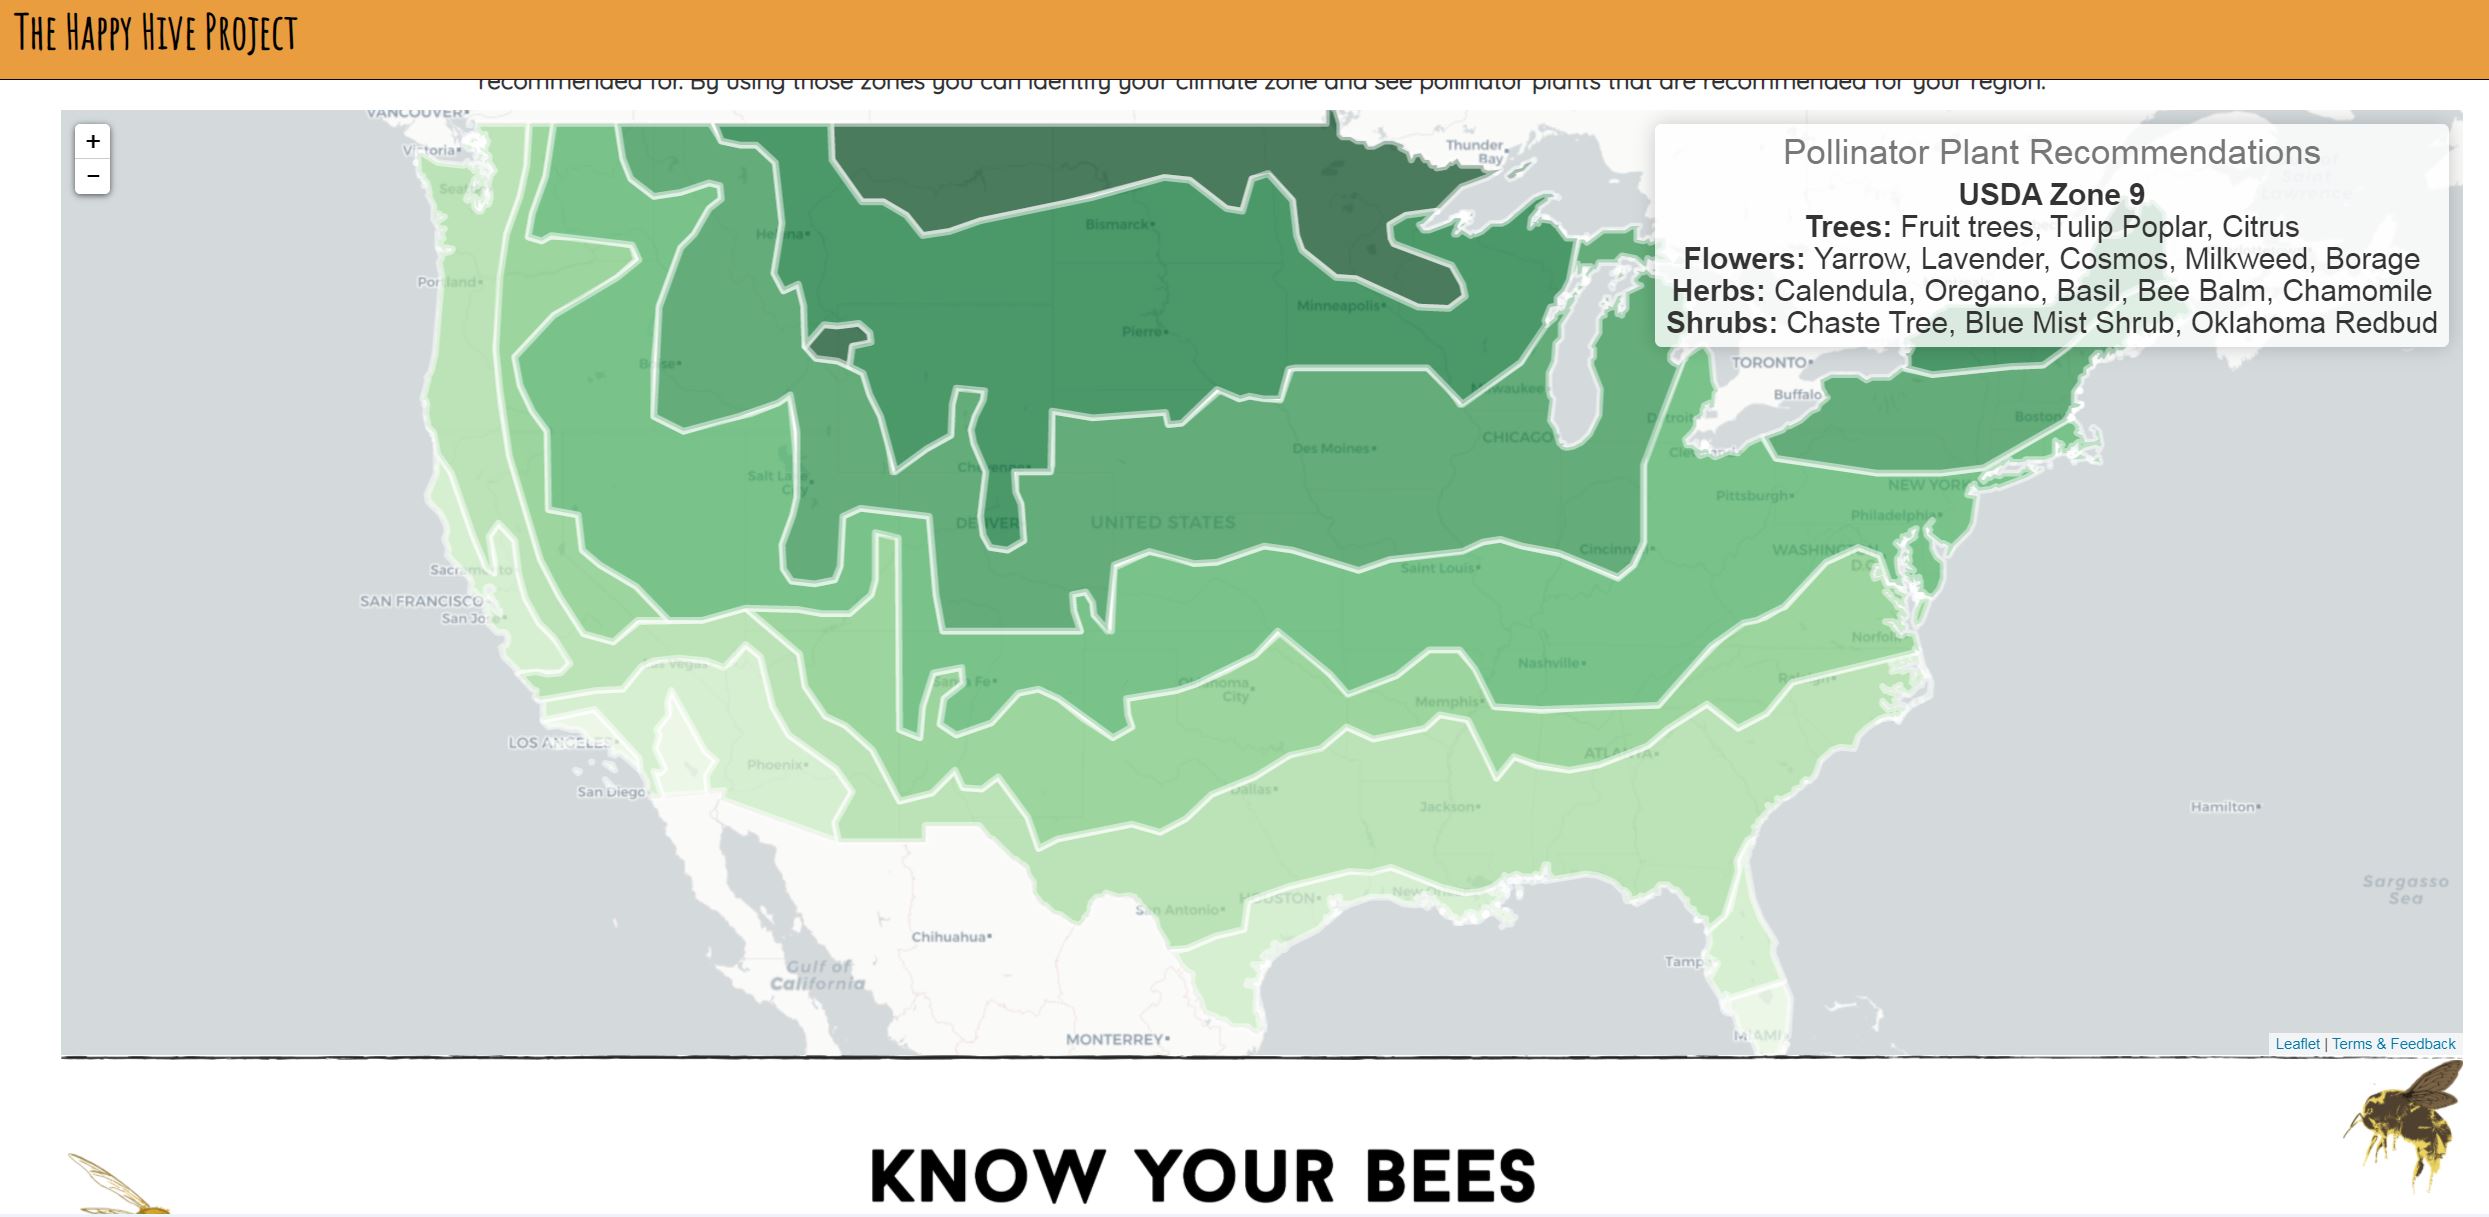 THE HAPPY HIVE PROJECT
recommended for. By using those zones you can identify your climate zone and see pollinator plants that are recommended for your region.
+
−
Pollinator Plant Recommendations
USDA Zone 9
Trees: Fruit trees, Tulip Poplar, Citrus
Flowers: Yarrow, Lavender, Cosmos, Milkweed, Borage
Herbs: Calendula, Oregano, Basil, Bee Balm, Chamomile
Shrubs: Chaste Tree, Blue Mist Shrub, Oklahoma Redbud
VANCOUVER
Victoria
Thunder Bay
Seattle
Saint Lawrence
Bismarck
Helena
Portland
Minneapolis
Pierre
Boise
TORONTO
Milwaukee
Buffalo
Detroit
Boston
CHICAGO
Des Moines
Cleveland
Cheyenne
Salt Lake City
NEW YORK
Pittsburgh
Philadelphia
DENVER
UNITED STATES
Cincinnati
WASHINGTON D.C.
Saint Louis
Sacramento
SAN FRANCISCO
San Jose
Norfolk
Las Vegas
Nashville
Raleigh
Santa Fe
Oklahoma City
Memphis
LOS ANGELES
ATLANTA
Phoenix
San Diego
Dallas
Jackson
Hamilton
Sargasso Sea
HOUSTON
New Orleans
San Antonio
Chihuahua
Tampa
Gulf of California
MONTERREY
MIAMI
Leaflet | Terms & Feedback
KNOW YOUR BEES